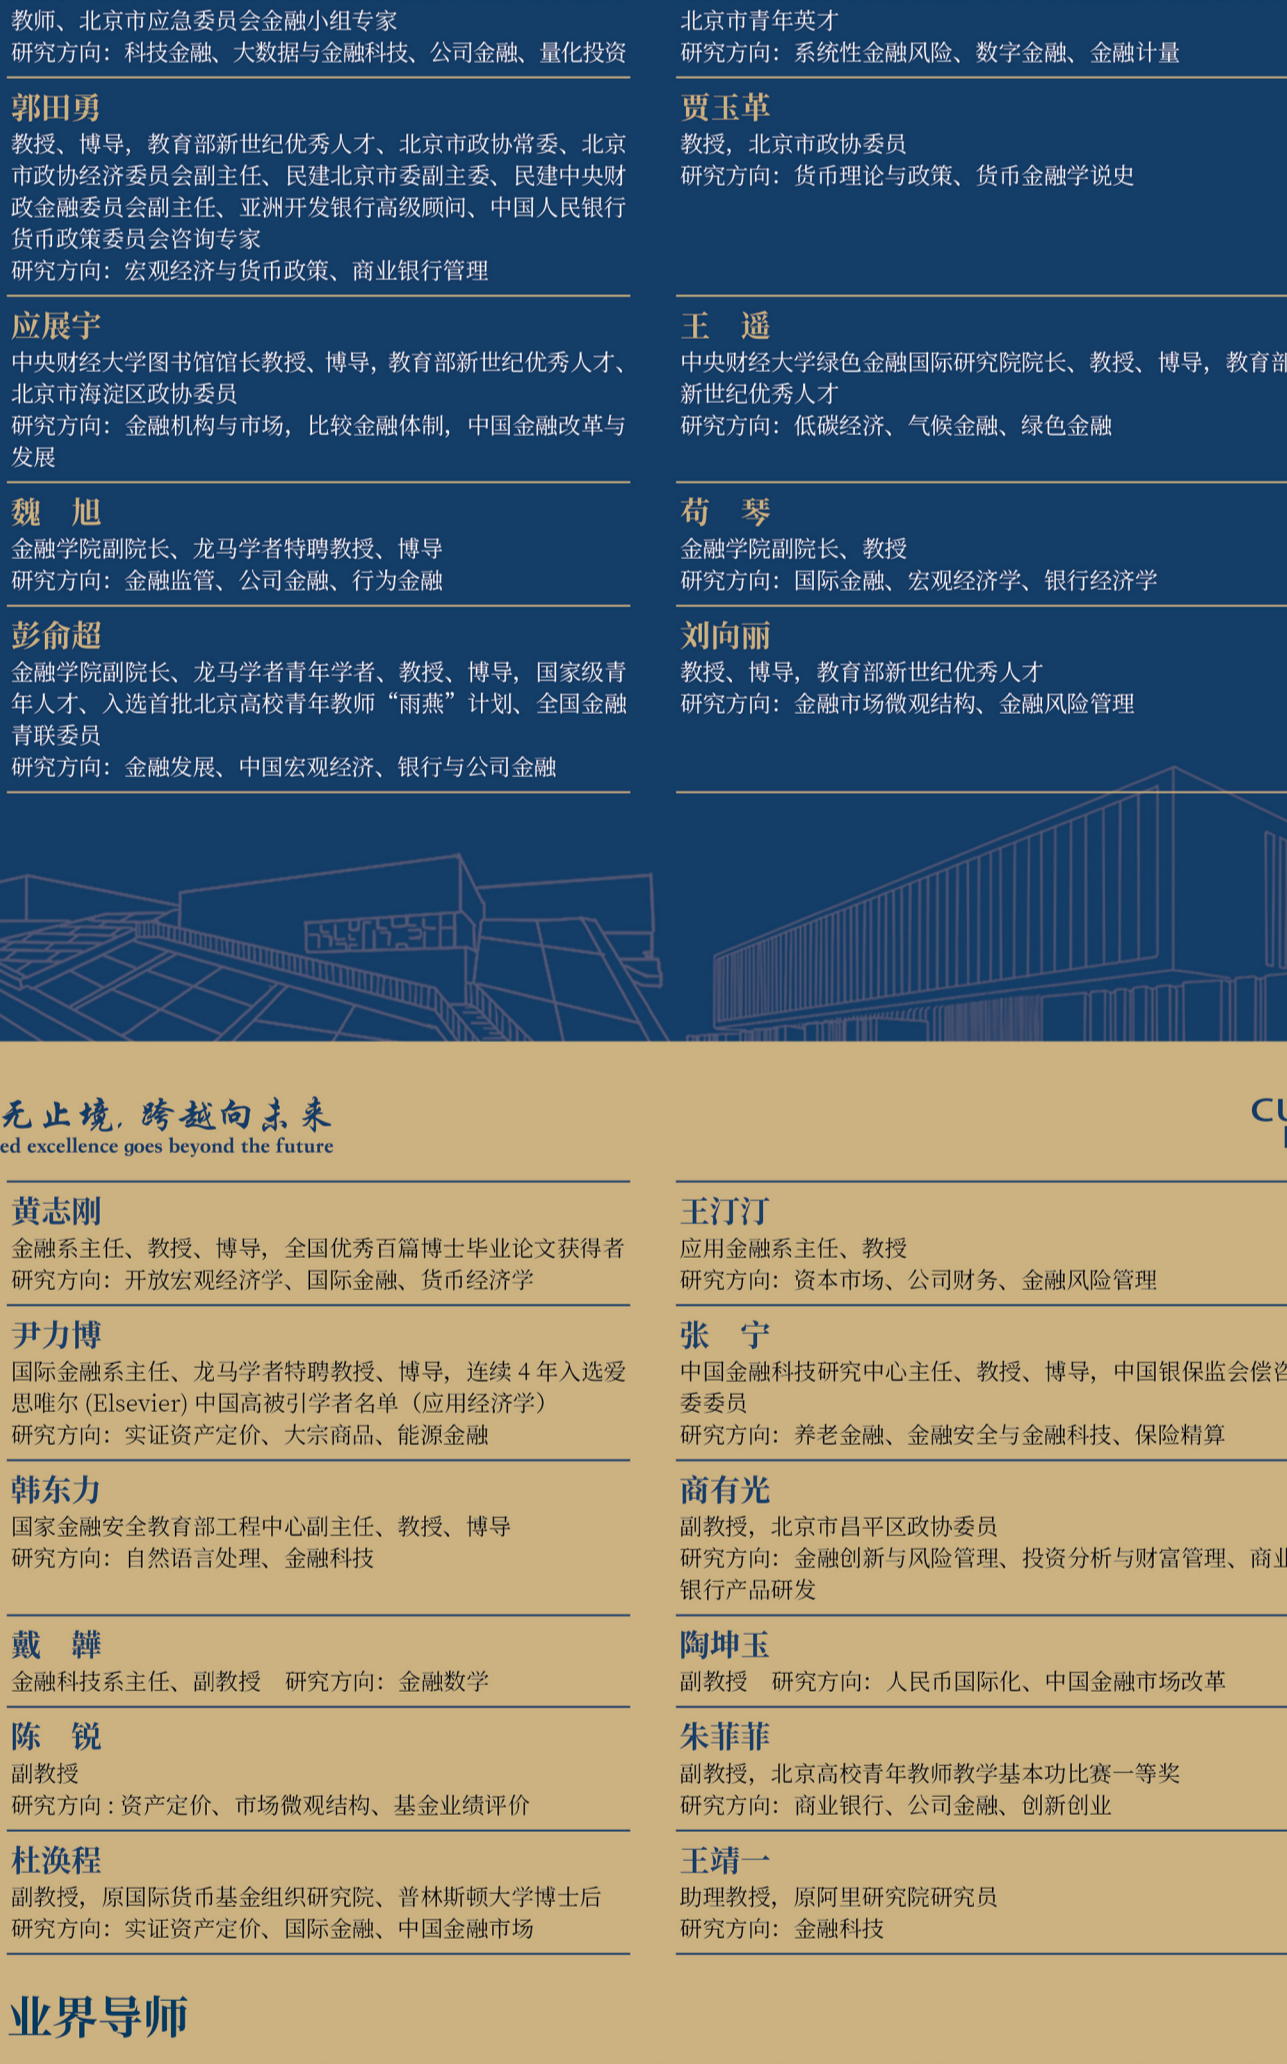 教师、北京市应急委员会金融小组专家
研究方向：科技金融、大数据与金融科技、公司金融、量化投资
北京市青年英才
研究方向：系统性金融风险、数字金融、金融计量
郭田勇
教授、博导，教育部新世纪优秀人才、北京市政协常委、北京
市政协经济委员会副主任、民建北京市委副主委、民建中央财
政金融委员会副主任、亚洲开发银行高级顾问、中国人民银行
货币政策委员会咨询专家
研究方向：宏观经济与货币政策、商业银行管理
贾玉革
教授，北京市政协委员
研究方向：货币理论与政策、货币金融学说史
应展宇
中央财经大学图书馆馆长教授、博导，教育部新世纪优秀人才、
北京市海淀区政协委员
研究方向：金融机构与市场，比较金融体制，中国金融改革与
发展
王　遥
中央财经大学绿色金融国际研究院院长、教授、博导，教育部
新世纪优秀人才
研究方向：低碳经济、气候金融、绿色金融
魏　旭
金融学院副院长、龙马学者特聘教授、博导
研究方向：金融监管、公司金融、行为金融
苟　琴
金融学院副院长、教授
研究方向：国际金融、宏观经济学、银行经济学
彭俞超
金融学院副院长、龙马学者青年学者、教授、博导，国家级青
年人才、入选首批北京高校青年教师“雨燕”计划、全国金融
青联委员
研究方向：金融发展、中国宏观经济、银行与公司金融
刘向丽
教授、博导，教育部新世纪优秀人才
研究方向：金融市场微观结构、金融风险管理
无止境，跨越向未来
ed excellence goes beyond the future
CU
黄志刚
金融系主任、教授、博导，全国优秀百篇博士毕业论文获得者
研究方向：开放宏观经济学、国际金融、货币经济学
王汀汀
应用金融系主任、教授
研究方向：资本市场、公司财务、金融风险管理
尹力博
国际金融系主任、龙马学者特聘教授、博导，连续 4 年入选爱
思唯尔 (Elsevier) 中国高被引学者名单（应用经济学）
研究方向：实证资产定价、大宗商品、能源金融
张　宁
中国金融科技研究中心主任、教授、博导，中国银保监会偿咨
委委员
研究方向：养老金融、金融安全与金融科技、保险精算
韩东力
国家金融安全教育部工程中心副主任、教授、博导
研究方向：自然语言处理、金融科技
商有光
副教授，北京市昌平区政协委员
研究方向：金融创新与风险管理、投资分析与财富管理、商业
银行产品研发
戴　韡
金融科技系主任、副教授　研究方向：金融数学
陶坤玉
副教授　研究方向：人民币国际化、中国金融市场改革
陈　锐
副教授
研究方向 : 资产定价、市场微观结构、基金业绩评价
朱菲菲
副教授，北京高校青年教师教学基本功比赛一等奖
研究方向：商业银行、公司金融、创新创业
杜涣程
副教授，原国际货币基金组织研究院、普林斯顿大学博士后
研究方向：实证资产定价、国际金融、中国金融市场
王靖一
助理教授，原阿里研究院研究员
研究方向：金融科技
业界导师